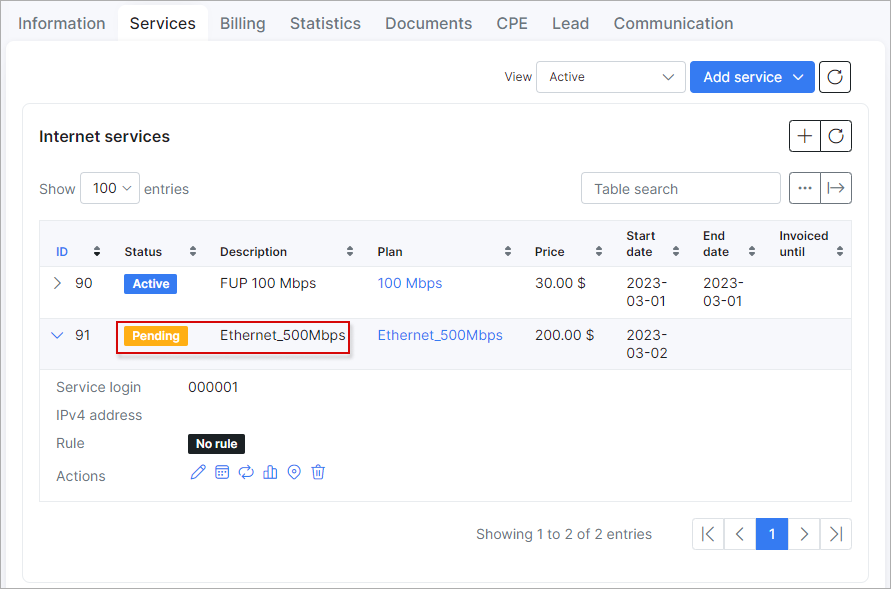 Information Services Billing Statistics Documents CPE Lead Communication
View Active Add service
Internet services
Show 100 entries Table search
ID Status Description Plan Price Start date End date Invoiced until
90 Active FUP 100 Mbps 100 Mbps 30.00 $ 2023-03-01 2023-03-01
91 Pending Ethernet_500Mbps Ethernet_500Mbps 200.00 $ 2023-03-02
Service login 000001
IPv4 address
Rule No rule
Actions
Showing 1 to 2 of 2 entries 1